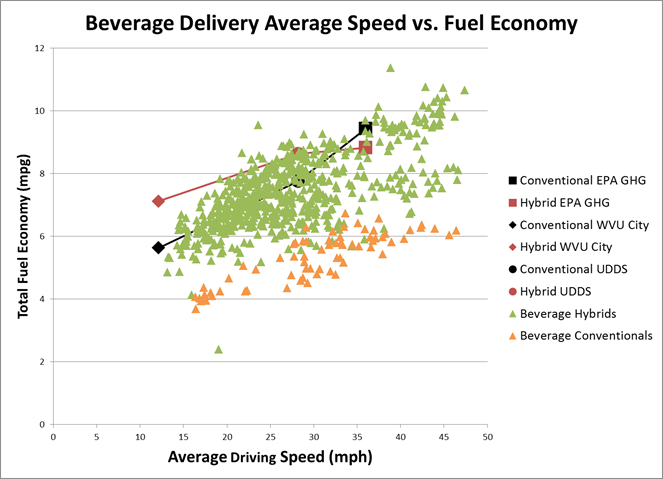 Beverage Delivery Average Speed vs. Fuel Economy
12
10
8
6
4
2
0
Total Fuel Economy (mpg)
0 5 10 15 20 25 30 35 40 45 50
Average Driving Speed (mph)
Conventional EPA GHG
Hybrid EPA GHG
Conventional WVU City
Hybrid WVU City
Conventional UDDS
Hybrid UDDS
Beverage Hybrids
Beverage Conventionals